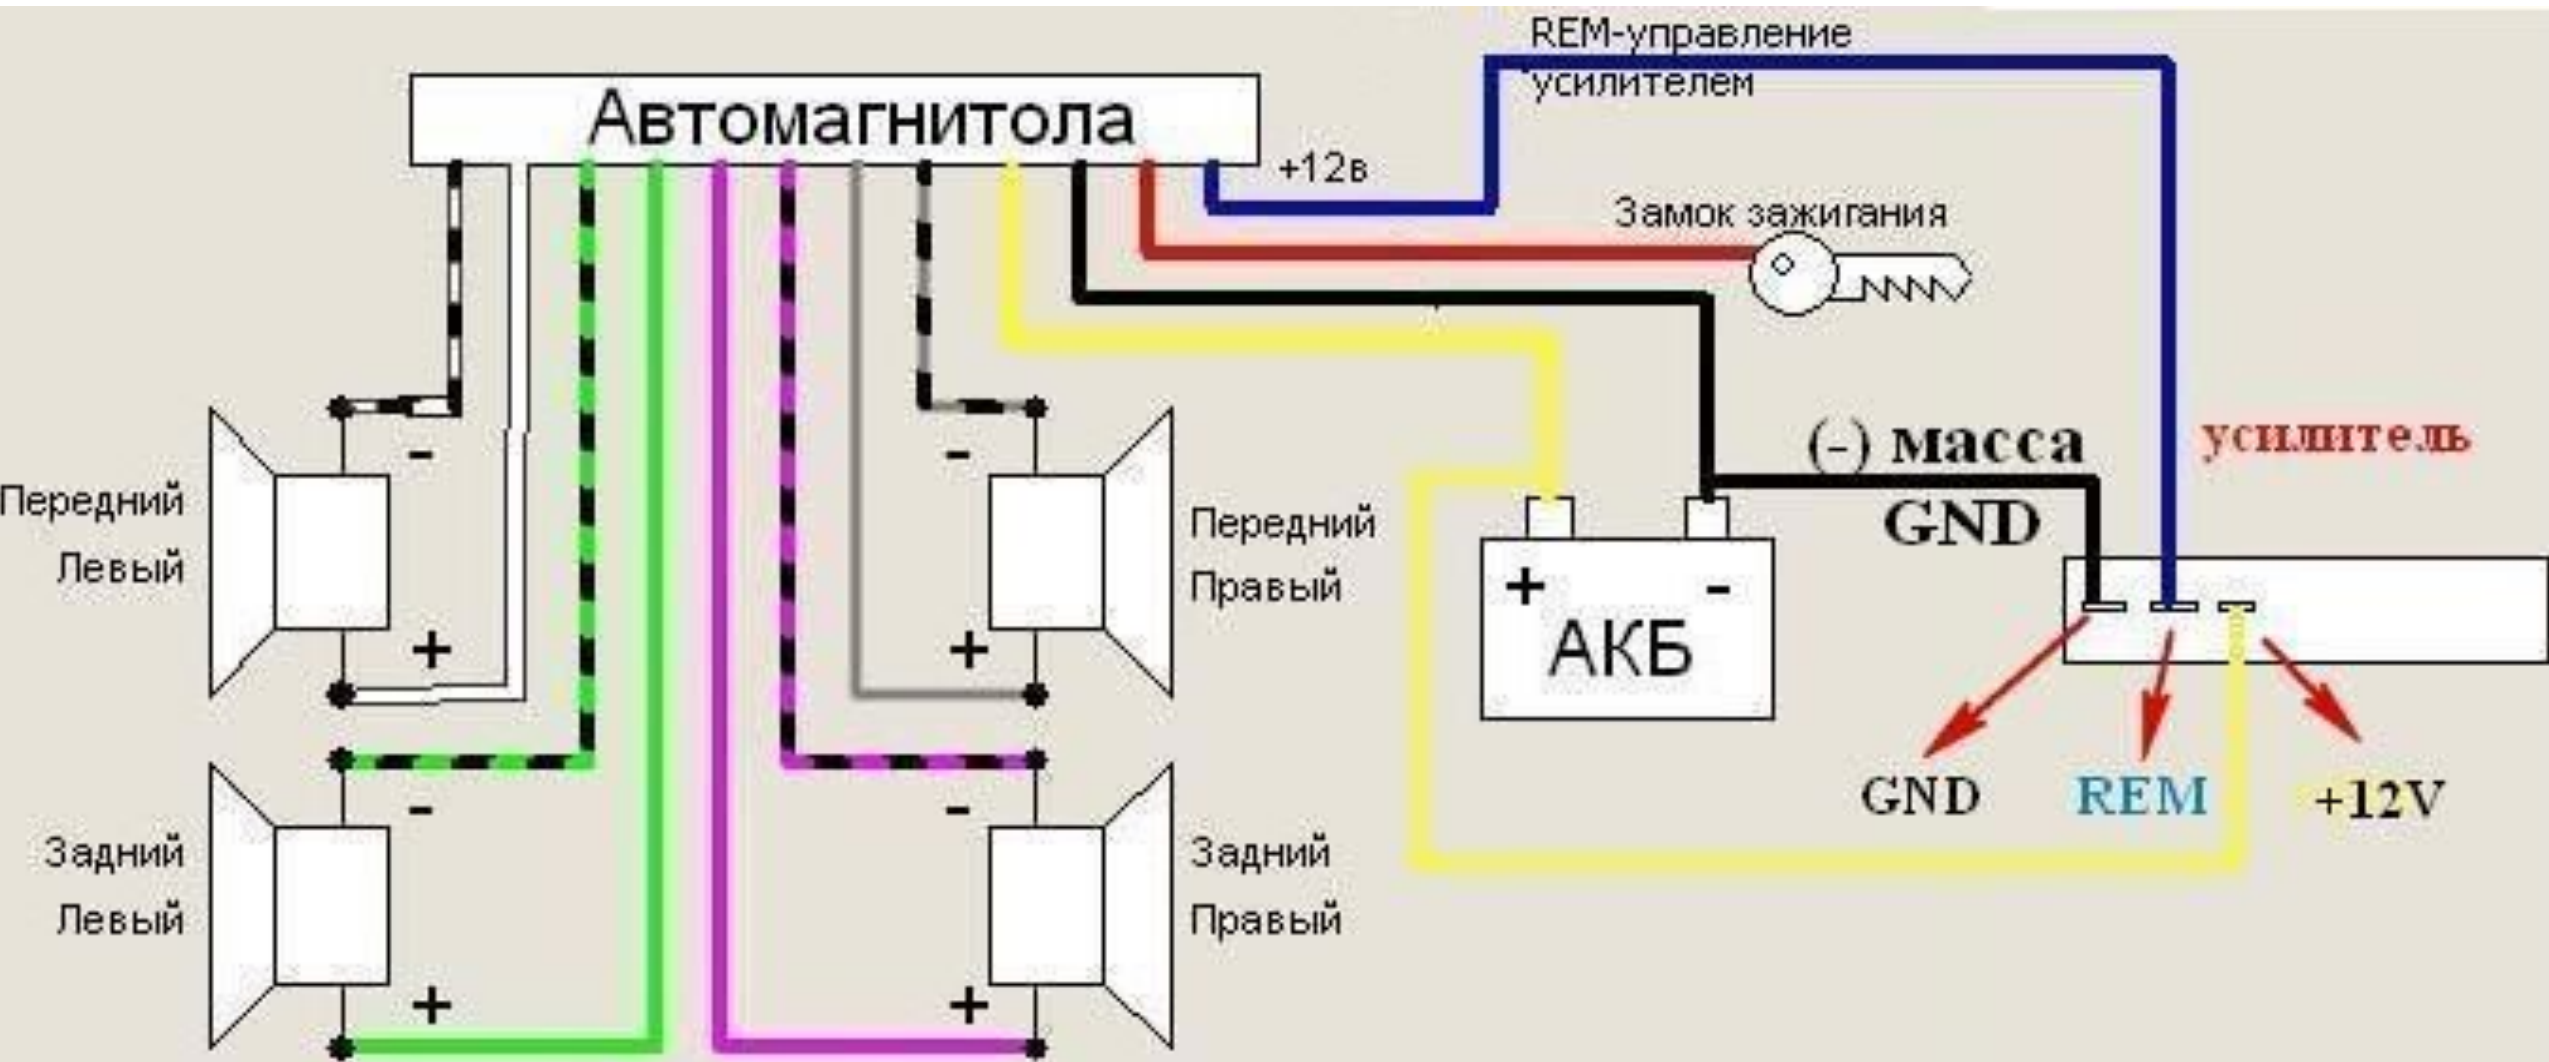 REM-управление
усилителем
Автомагнитола
+12в
Замок зажигания
(-) масса
усилитель
GND
-
-
Передний
Левый
Передний
Правый
+
-
АКБ
+
+
GND
REM
+12V
-
-
Задний
Левый
Задний
Правый
+
+